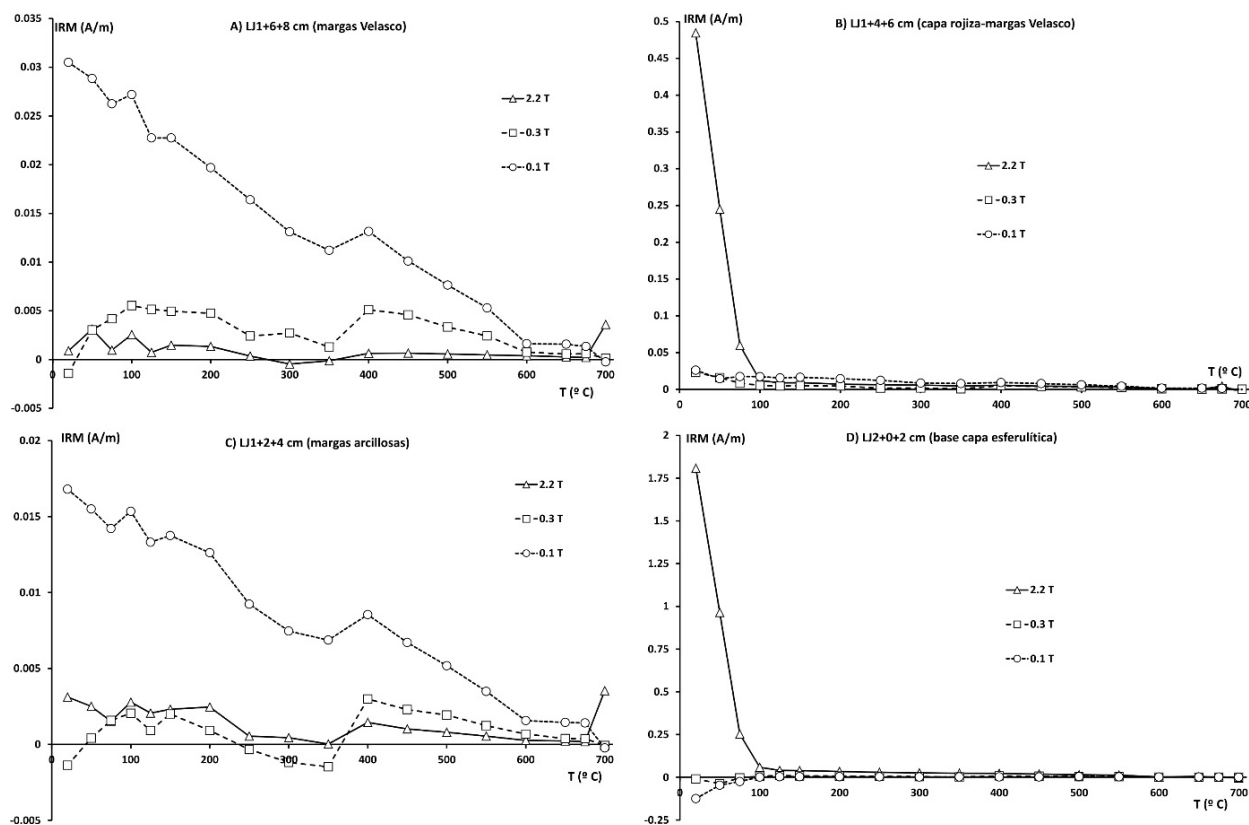 IRM (A/m)
A) LJ1+6+8 cm (margas Velasco)
0.035
0.03
0.025
0.02
0.015
0.01
0.005
0
-0.005
2.2 T
0.3 T
0.1 T
100
200
300
400
500
600
700
T (º C)
IRM (A/m)
B) LJ1+4+6 cm (capa rojiza-margas Velasco)
0.5
0.45
0.4
0.35
0.3
0.25
0.2
0.15
0.1
0.05
0
2.2 T
0.3 T
0.1 T
T (º C)
0
100
200
300
400
500
600
700
IRM (A/m)
C) LJ1+2+4 cm (margas arcillosas)
0.02
0.015
0.01
0.005
0
-0.005
2.2 T
0.3 T
0.1 T
0
100
200
300
400
500
600
700
T (º C)
IRM (A/m)
D) LJ2+0+2 cm (base capa esferulítica)
2
1.75
1.5
1.25
1
0.75
0.5
0.25
0
-0.25
2.2 T
0.3 T
0.1 T
0
100
200
300
400
500
600
700
T (º C)